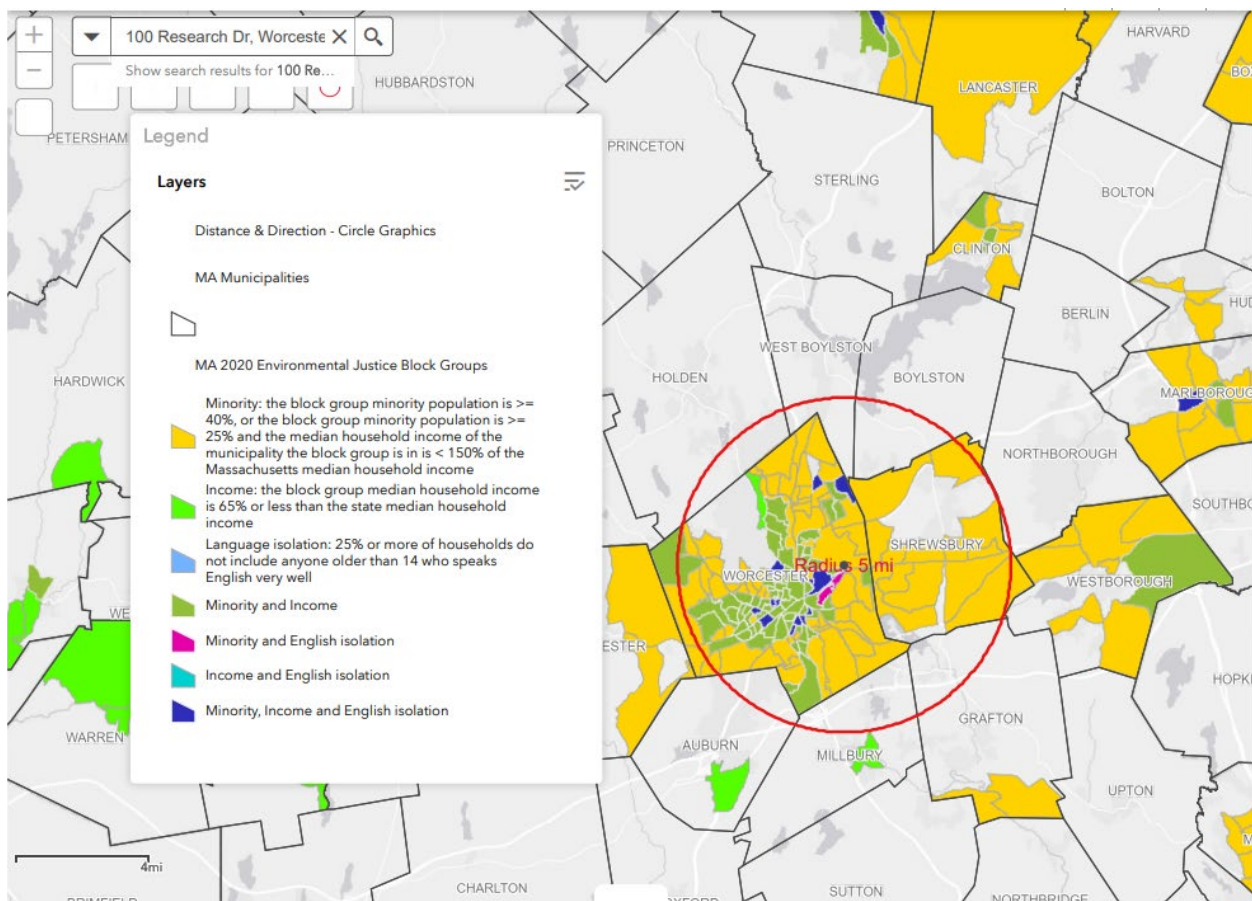 100 Research Dr, Worceste
Show search results for 100 Re...
HARVARD
HUBBARDSTON
LANCASTER
PETERSHAM
Legend
PRINCETON
Layers
STERLING
BOLTON
Distance & Direction - Circle Graphics
CLINTON
MA Municipalities
BERLIN
WEST BOYLSTON
MA 2020 Environmental Justice Block Groups
HARDWICK
HOLDEN
BOYLSTON
MARLBOROUG
Minority: the block group minority population is >=
40%, or the block group minority population is >=
25% and the median household income of the
municipality the block group is in is < 150% of the
Massachusetts median household income
NORTHBOROUGH
Income: the block group median household income
is 65% or less than the state median household
income
SOUTHBO
Language isolation: 25% or more of households do
not include anyone older than 14 who speaks
English very well
SHREWSBURY
Radius 5 mi
WORCESTER
WESTBOROUGH
Minority and Income
WE
Minority and English isolation
ESTER
Income and English isolation
HOPKI
Minority, Income and English isolation
GRAFTON
WARREN
AUBURN
MILLBURY
UPTON
4mi
CHARLTON
SUTTON
NORTHBRIDGE